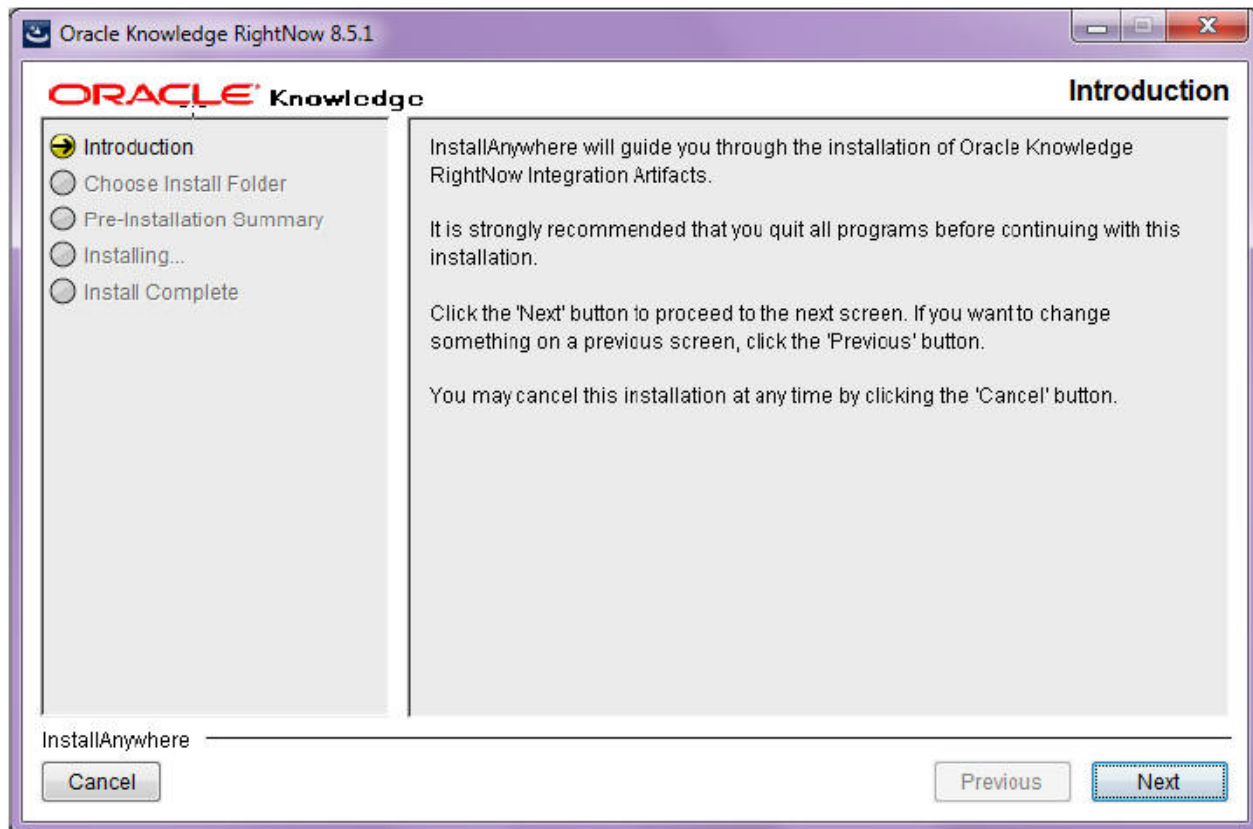 Oracle Knowledge RightNow 8.5.1
ORACLE Knowledge
Introduction
Introduction
Choose Install Folder
Pre-Installation Summary
Installing...
Install Complete
InstallAnywhere will guide you through the installation of Oracle Knowledge
RightNow Integration Artifacts.
It is strongly recommended that you quit all programs before continuing with this
installation.
Click the 'Next' button to proceed to the next screen. If you want to change
something on a previous screen, click the 'Previous' button.
You may cancel this installation at any time by clicking the 'Cancel' button.
InstallAnywhere
Cancel
Previous
Next